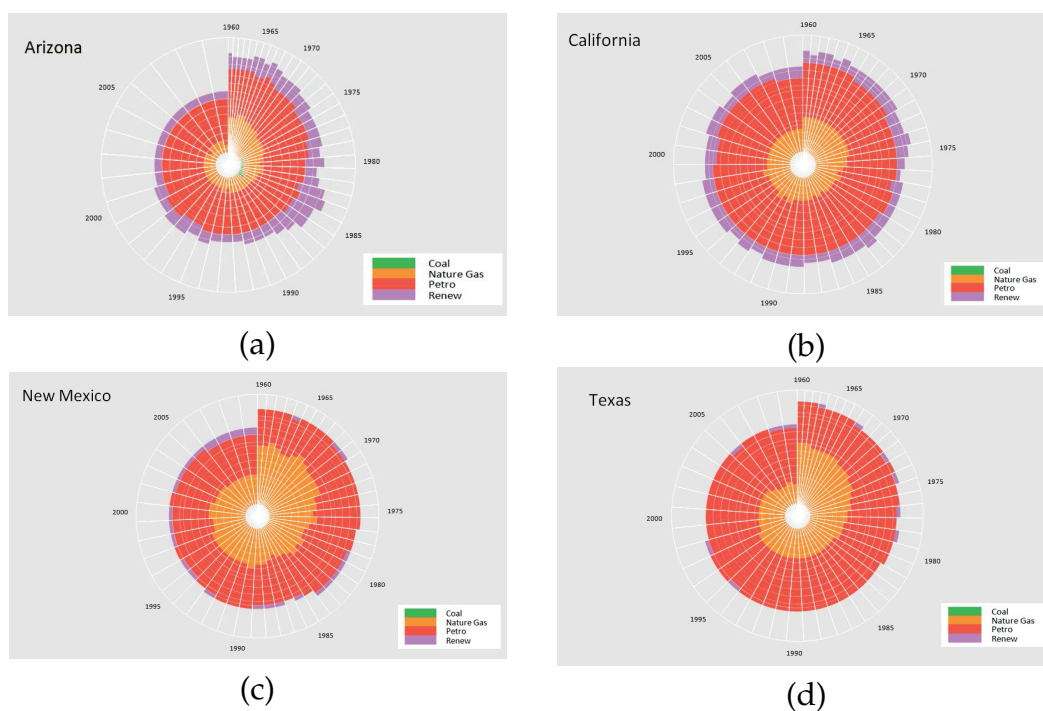 Arizona
1960
1965
1970
1975
1980
1985
1990
1995
2000
2005
Coal
Nature Gas
Petro
Renew
(a)
California
1960
1965
1970
1975
1980
1985
1990
1995
2000
2005
Coal
Nature Gas
Petro
Renew
(b)
New Mexico
1960
1965
1970
1975
1980
1985
1990
1995
2000
2005
Coal
Nature Gas
Petro
Renew
(c)
Texas
1960
1965
1970
1975
1980
1985
1990
1995
2000
2005
Coal
Nature Gas
Petro
Renew
(d)